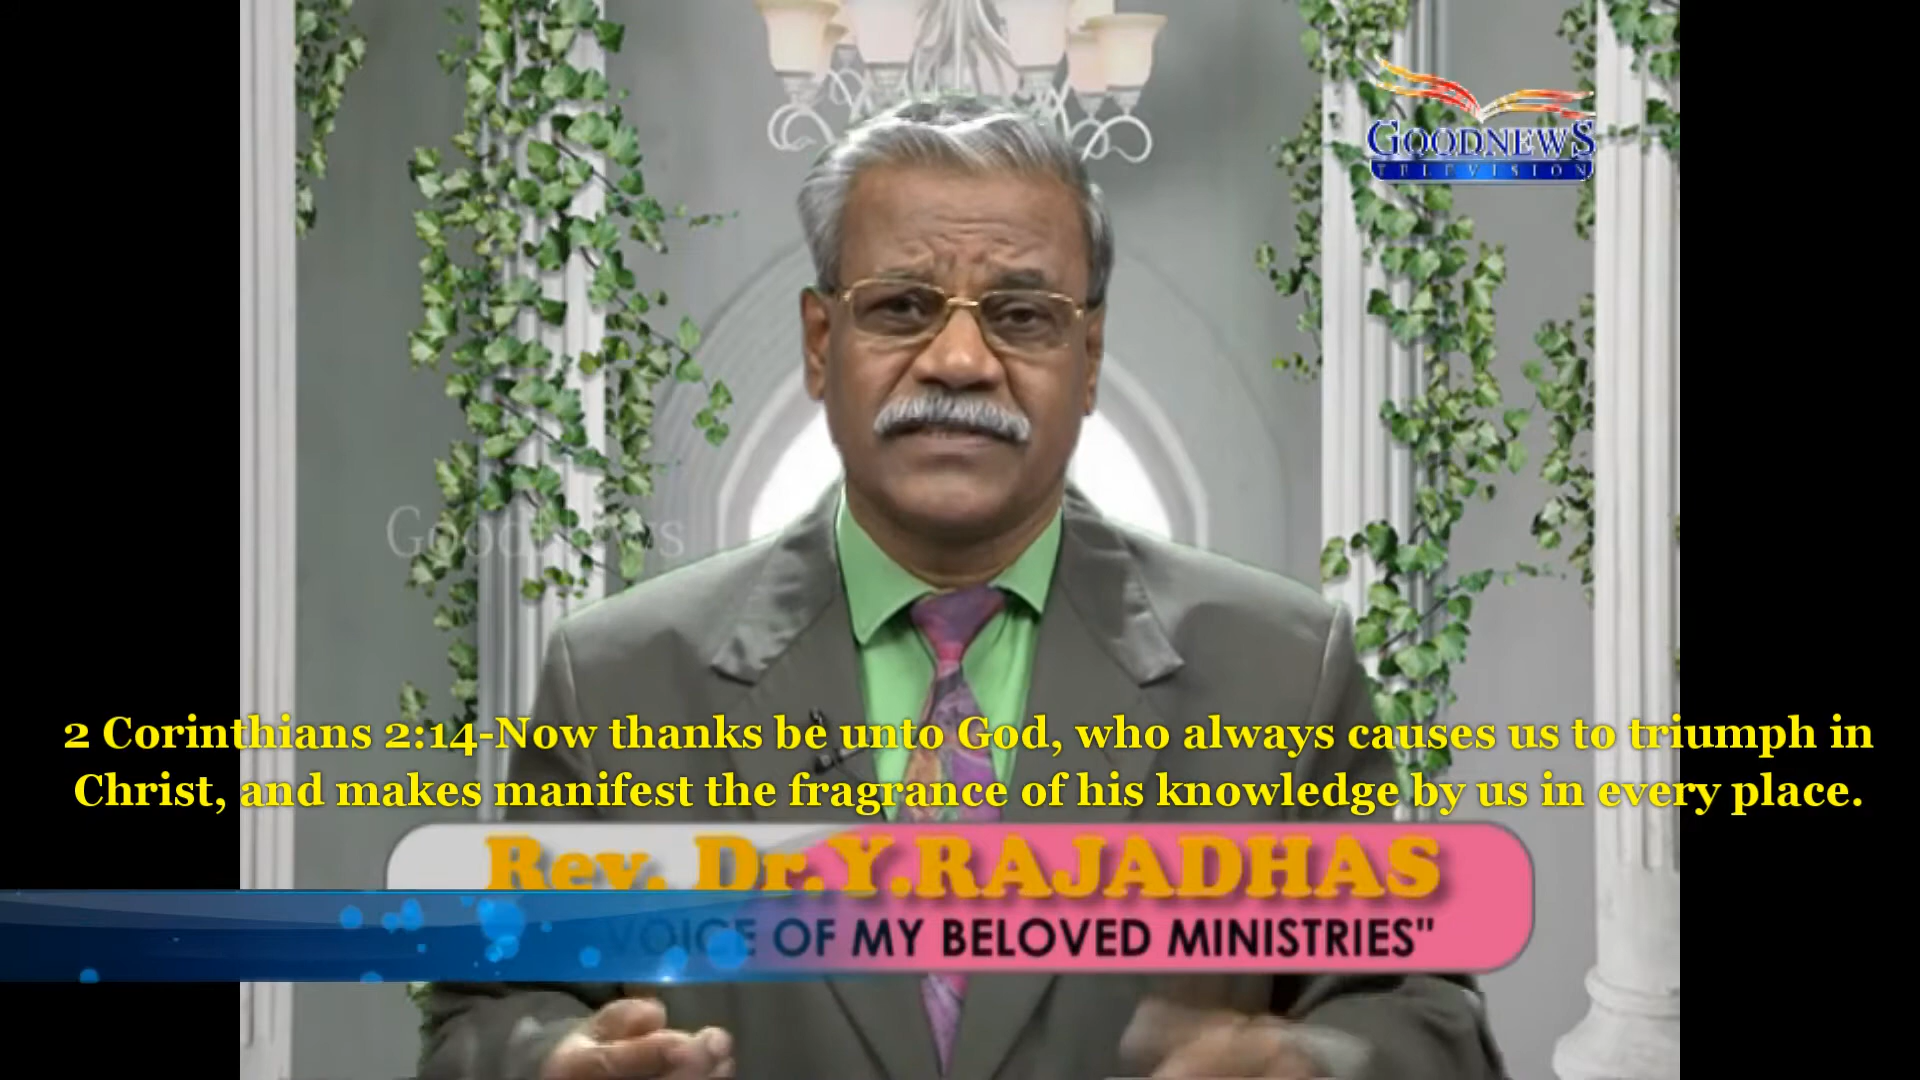 GOODNEWS
TELEVISION
GoodNews
2 Corinthians 2:14-Now thanks be unto God, who always causes us to triumph in
Christ, and makes manifest the fragrance of his knowledge by us in every place.
Rev. Dr.Y.RAJADHAS
VOICE OF MY BELOVED MINISTRIES"